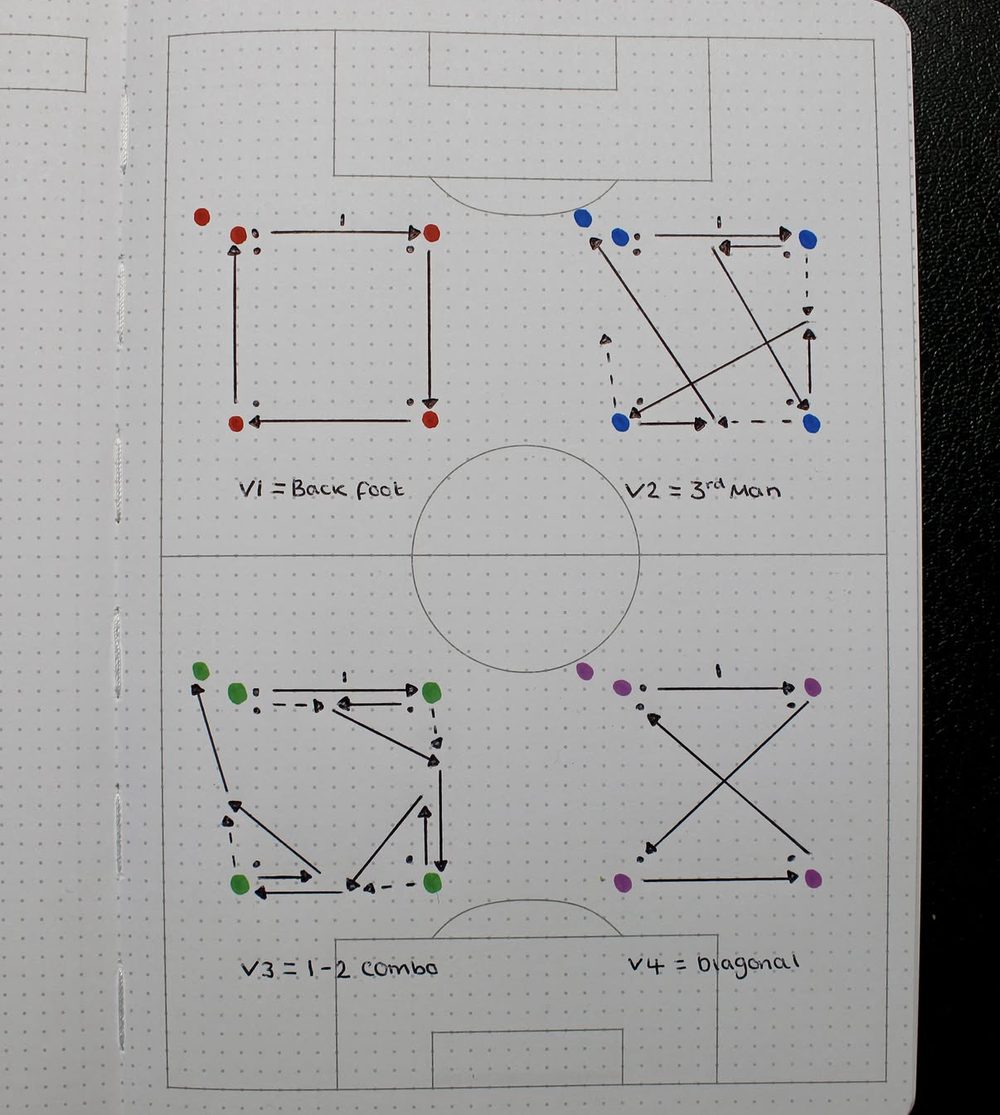 1
1
V1 = Back foot
V2 = 3rd Man
1
1
V3 = 1-2 combo
V4 = Diagonal